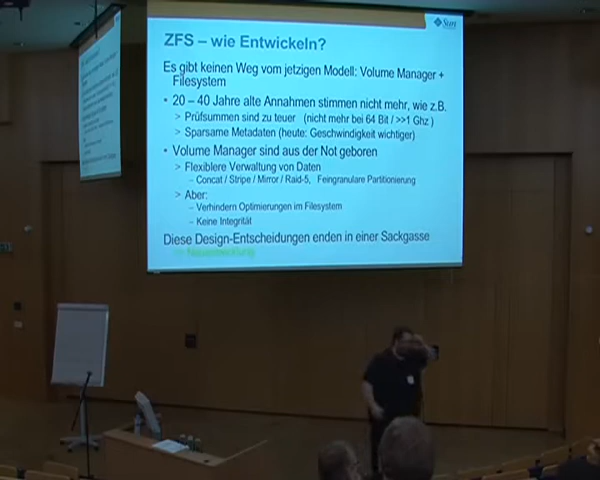 Sun
ZFS – wie Entwickeln?
Es gibt keinen Weg vom jetzigen Modell: Volume Manager +
Filesystem
• 20 – 40 Jahre alte Annahmen stimmen nicht mehr, wie z.B.
> Prüfsummen sind zu teuer (nicht mehr bei 64 Bit / >>1 Ghz )
> Sparsame Metadaten (heute: Geschwindigkeit wichtiger)
• Volume Manager sind aus der Not geboren
> Flexiblere Verwaltung von Daten
– Concat / Stripe / Mirror / Raid-5, Feingranulare Partitionierung
> Aber:
– Verhindern Optimierungen im Filesystem
– Keine Integrität
Diese Design-Entscheidungen enden in einer Sackgasse